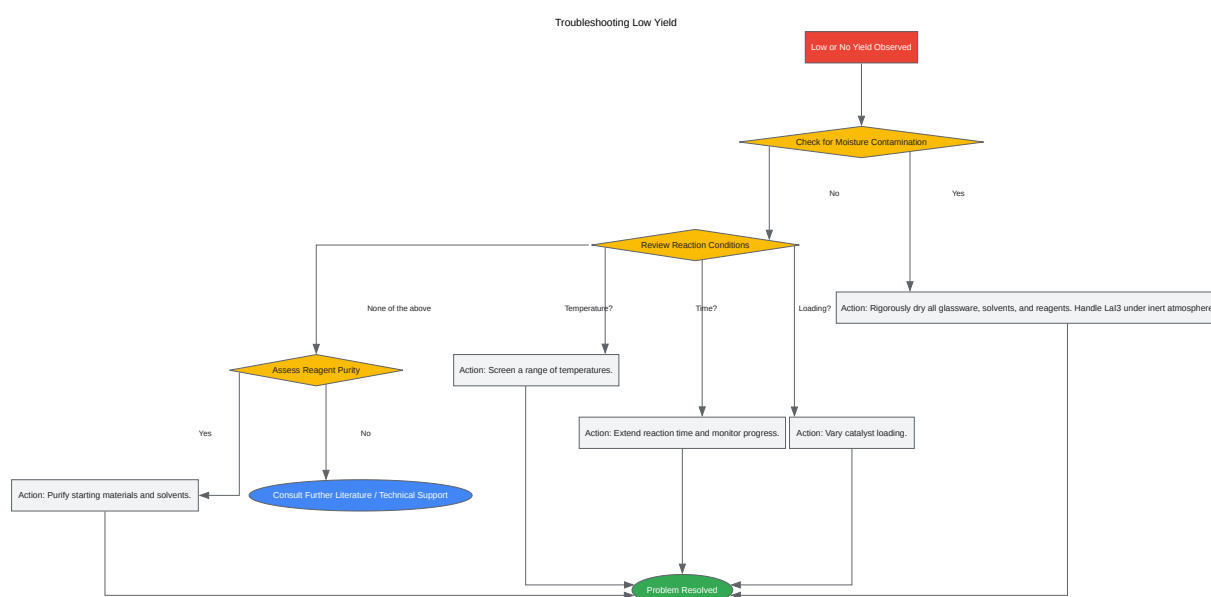 Troubleshooting Low Yield
Low or No Yield Observed
Check for Moisture Contamination
No
Yes
Review Reaction Conditions
None of the above
Temperature?
Time?
Loading?
Action: Rigorously dry all glassware, solvents, and reagents. Handle LaI3 under inert atmosphere
Assess Reagent Purity
Action: Screen a range of temperatures.
Yes
No
Action: Extend reaction time and monitor progress.
Action: Vary catalyst loading.
Action: Purify starting materials and solvents.
Consult Further Literature / Technical Support
Problem Resolved